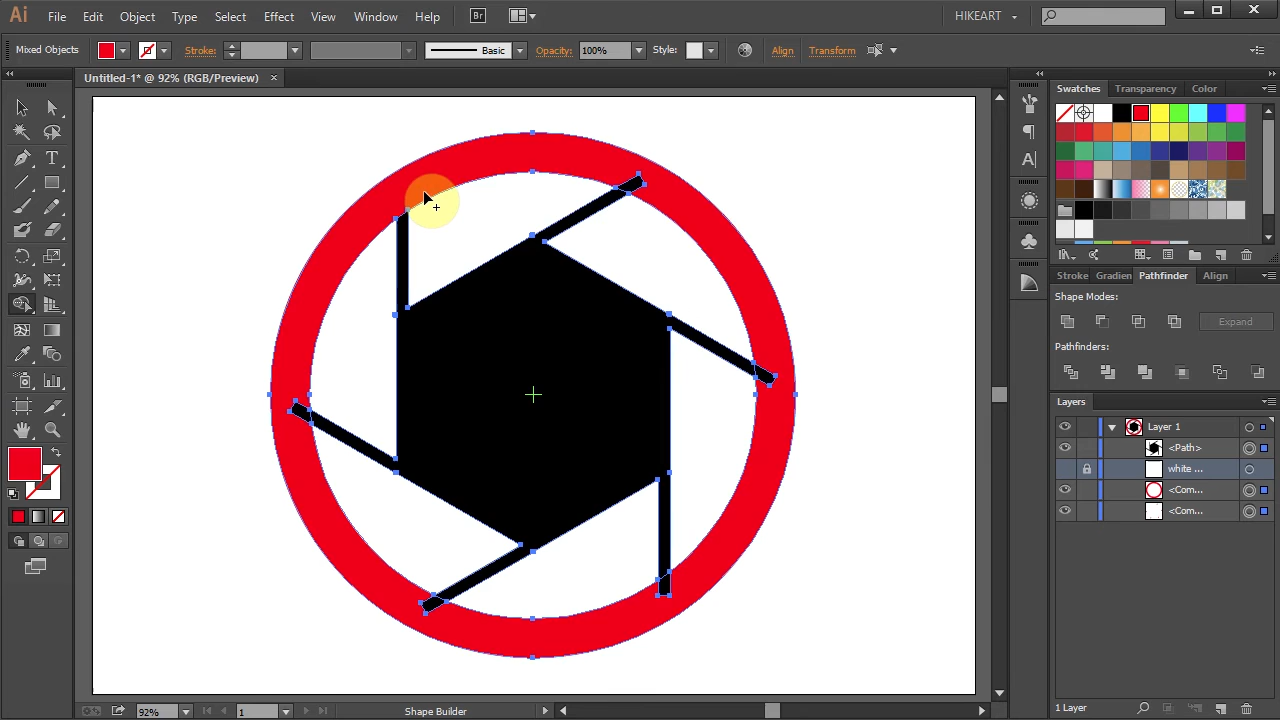 Ai File Edit Object Type Select Effect View Window Help Br HIKEART
Mixed Objects Stroke: Basic Opacity: 100% Style: Align Transform
Untitled-1* @ 92% (RGB/Preview) ×
Swatches Transparency Color
Stroke Gradien Pathfinder Align
Shape Modes:
Expand
Pathfinders:
Layers
Layer 1
<Path>
white ...
<Com...
<Com...
92% 1 Shape Builder 1 Layer